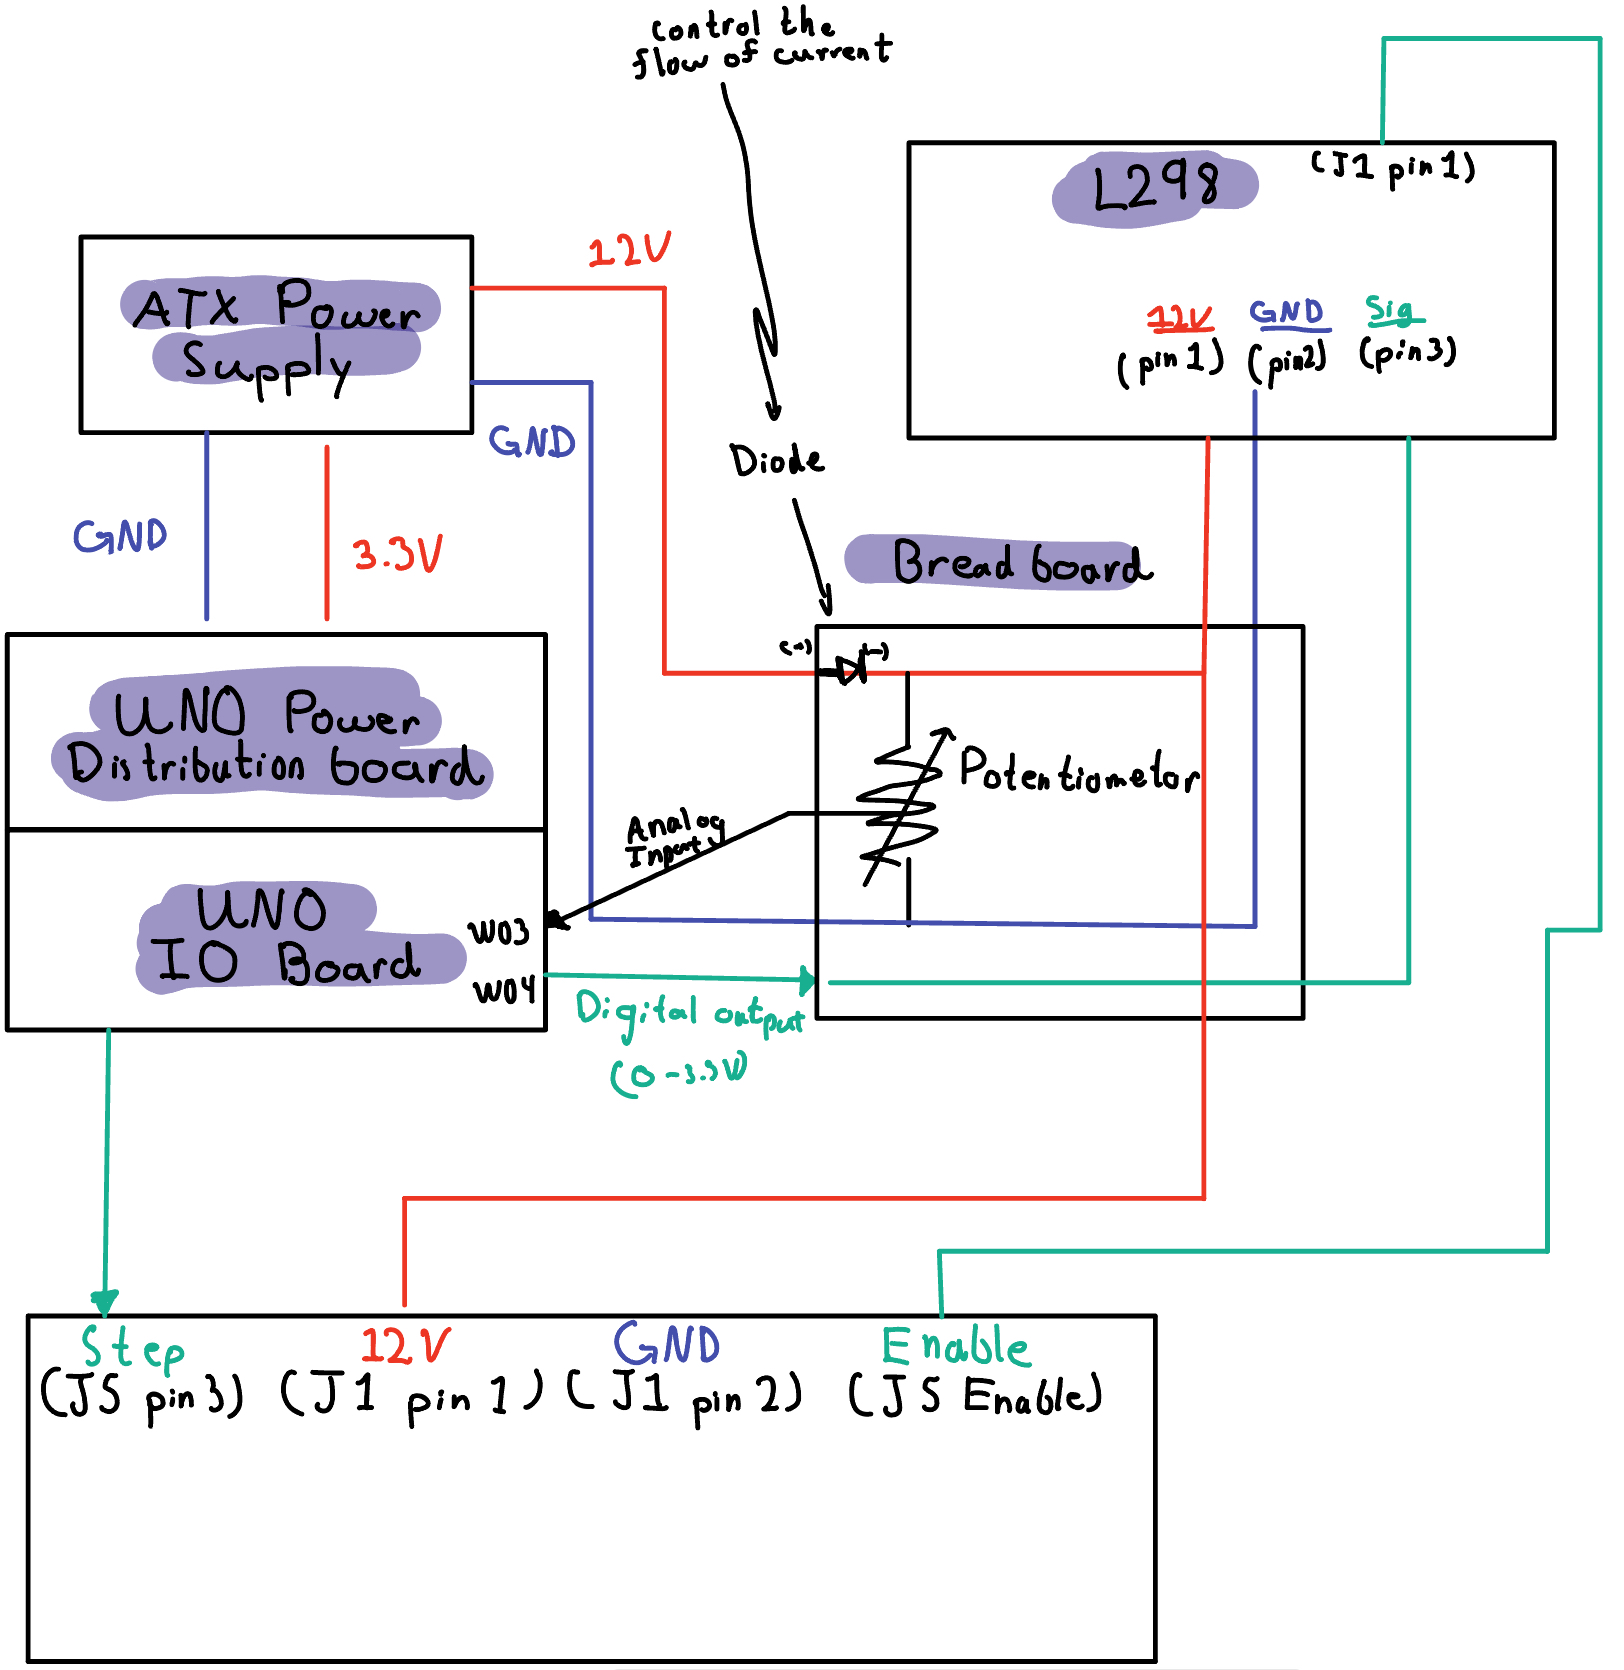 Control the
flow of current
(J1 pin 1)
L298
12V
ATX Power
Supply
12V GND Sig
(pin 1) (pin2) (pin3)
GND
Diode
GND
3.3V
Bread board
(-)
UNO Power
Distribution board
Potentiometor
Analog
Input
UNO
IO Board
W03
W04
Digital output
(0-3.3V)
Step 12V GND Enable
(J5 pin 3) (J1 pin 1) (J1 pin 2) (J5 Enable)